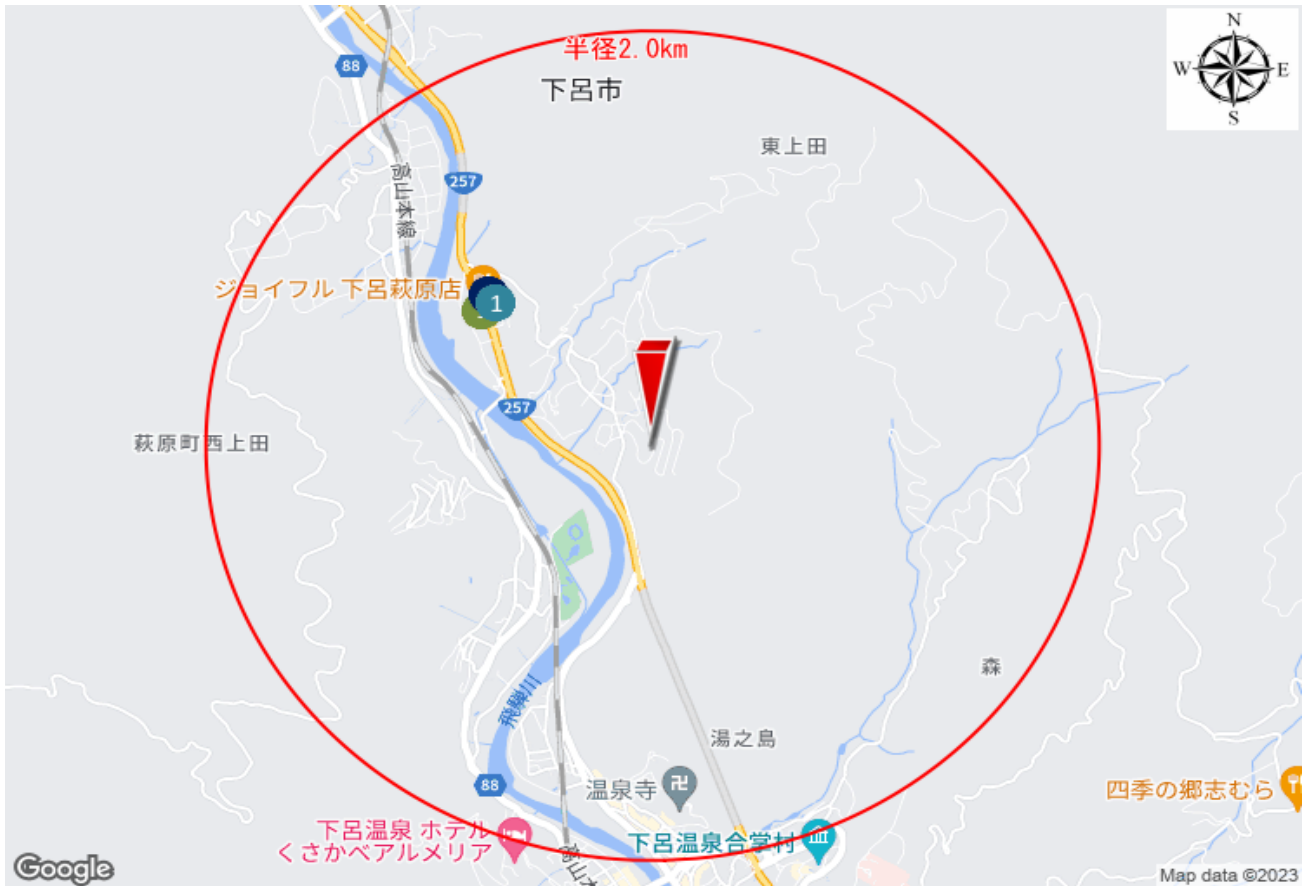 半径2.0km
N
W
E
S
88
下呂市
東上田
高山本線
257
ジョイフル 下呂萩原店
1
257
萩原町西上田
飛騨川
森
湯之島
88
温泉寺
四季の郷志むら
下呂温泉 ホテル
くさかべアルメリア
下呂温泉合掌村
高山本
Google
Map data ©2023